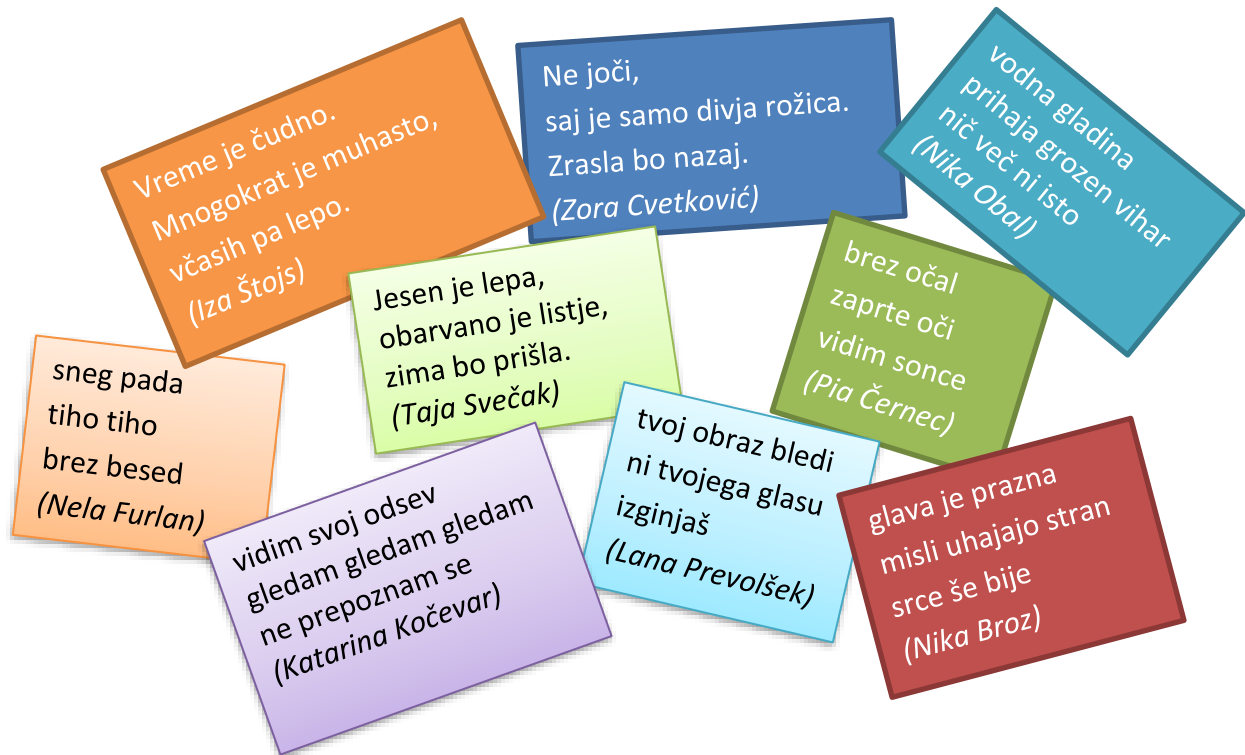 Vreme je čudno.
Mnogokrat je muhasto,
včasih pa lepo.
(Iza Štojs)
Ne joči,
saj je samo divja rožica.
Zrasla bo nazaj.
(Zora Cvetković)
vodna gladina
prihaja grozen vihar
nič več ni isto
(Nika Obal)
Jesen je lepa,
obarvano je listje,
zima bo prišla.
(Taja Svečak)
brez očal
zaprte oči
vidim sonce
(Pia Černec)
sneg pada
tiho tiho
brez besed
(Nela Furlan)
vidim svoj odsev
gledam gledam gledam
ne prepoznam se
(Katarina Kočevar)
tvoj obraz bledi
ni tvojega glasu
izginjaš
(Lana Prevolšek)
glava je prazna
misli uhajajo stran
srce še bije
(Nika Broz)